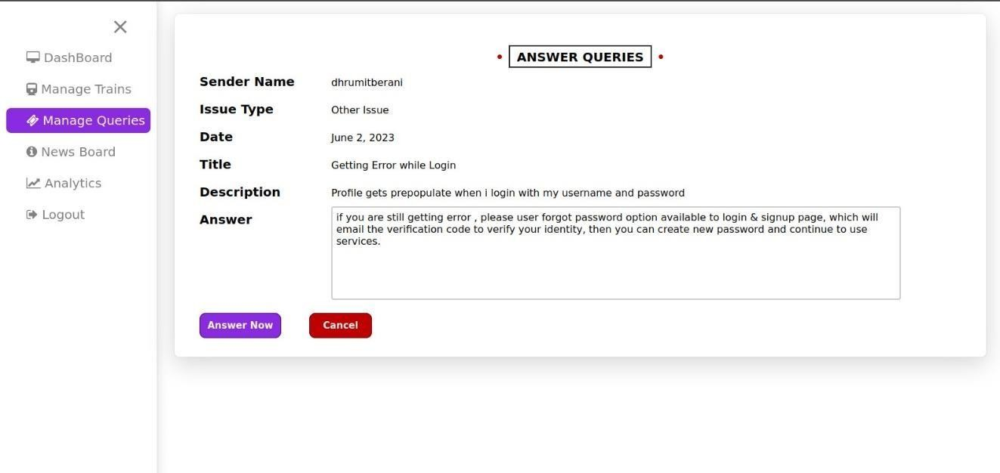 DashBoard
Manage Trains
Manage Queries
News Board
Analytics
Logout
• ANSWER QUERIES •
Sender Name dhrumitberani
Issue Type Other Issue
Date June 2, 2023
Title Getting Error while Login
Description Profile gets prepopulate when i login with my username and password
Answer if you are still getting error , please user forgot password option available to login & signup page, which will
email the verification code to verify your identity, then you can create new password and continue to use
services.
Answer Now Cancel